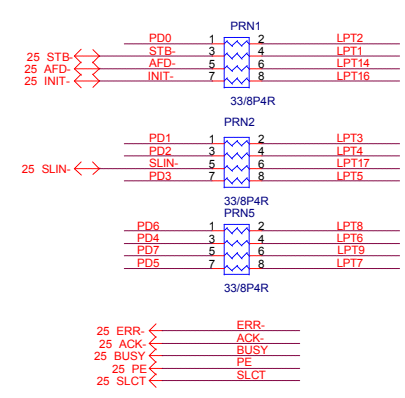 PRN1
PD0 1 2 LPT2
25 STB- STB- 3 4 LPT1
25 AFD- AFD- 5 6 LPT14
25 INIT- INIT- 7 8 LPT16
33/8P4R
PRN2
PD1 1 2 LPT3
PD2 3 4 LPT4
25 SLIN- SLIN- 5 6 LPT17
PD3 7 8 LPT5
33/8P4R
PRN5
PD6 1 2 LPT8
PD4 3 4 LPT6
PD7 5 6 LPT9
PD5 7 8 LPT7
33/8P4R
25 ERR- ERR-
25 ACK- ACK-
25 BUSY BUSY
25 PE PE
25 SLCT SLCT